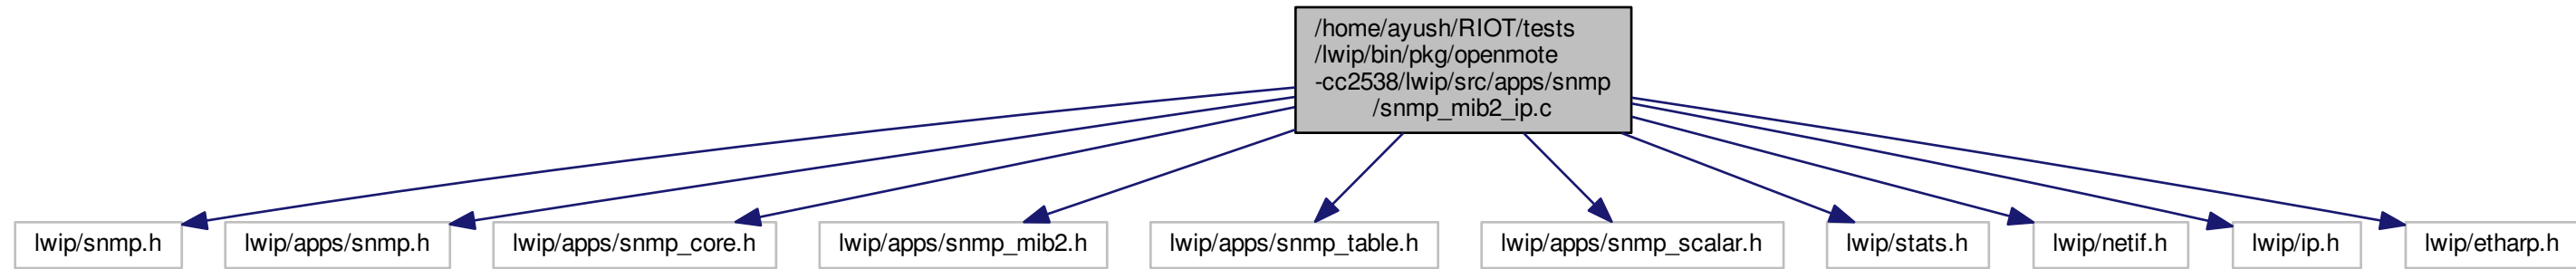 /home/ayush/RIOT/tests
/lwip/bin/pkg/openmote
-cc2538/lwip/src/apps/snmp
/snmp_mib2_ip.c
lwip/snmp.h
lwip/apps/snmp.h
lwip/apps/snmp_core.h
lwip/apps/snmp_mib2.h
lwip/apps/snmp_table.h
lwip/apps/snmp_scalar.h
lwip/stats.h
lwip/netif.h
lwip/ip.h
lwip/etharp.h